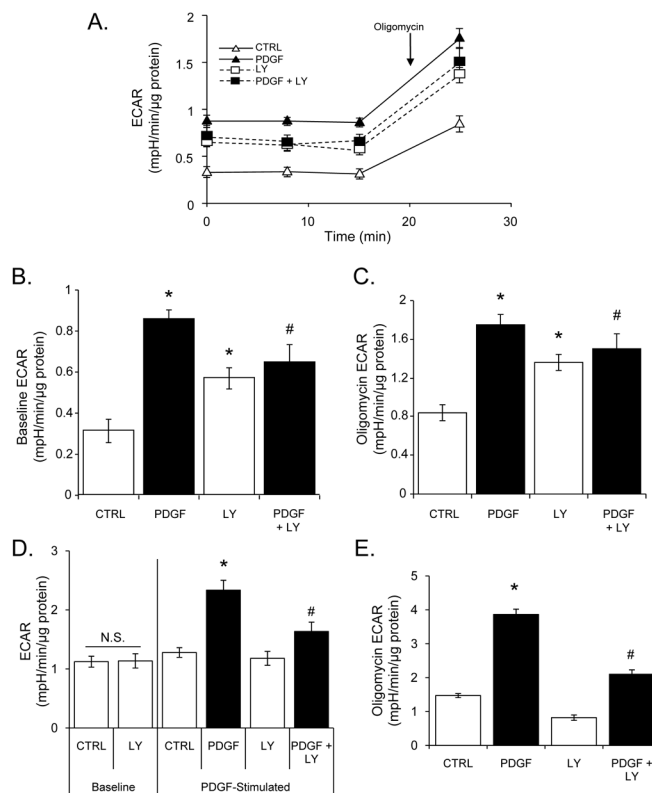 A.
2
1.5
1
0.5
0
ECAR
(mpH/min/µg protein)
CTRL
PDGF
LY
PDGF + LY
Oligomycin
0
10
20
30
Time (min)
B.
1
0.8
0.6
0.4
0.2
0
Baseline ECAR
(mpH/min/µg protein)
*
*
#
CTRL
PDGF
LY
PDGF
+ LY
C.
2
1.6
1.2
0.8
0.4
0
Oligomycin ECAR
(mpH/min/µg protein)
*
*
#
CTRL
PDGF
LY
PDGF
+ LY
D.
3
2
1
0
ECAR
(mpH/min/µg protein)
N.S.
*
#
CTRL
LY
CTRL
PDGF
LY
PDGF +
LY
Baseline
PDGF-Stimulated
E.
5
4
3
2
1
0
Oligomycin ECAR
(mpH/min/µg protein)
*
#
CTRL
PDGF
LY
PDGF +
LY